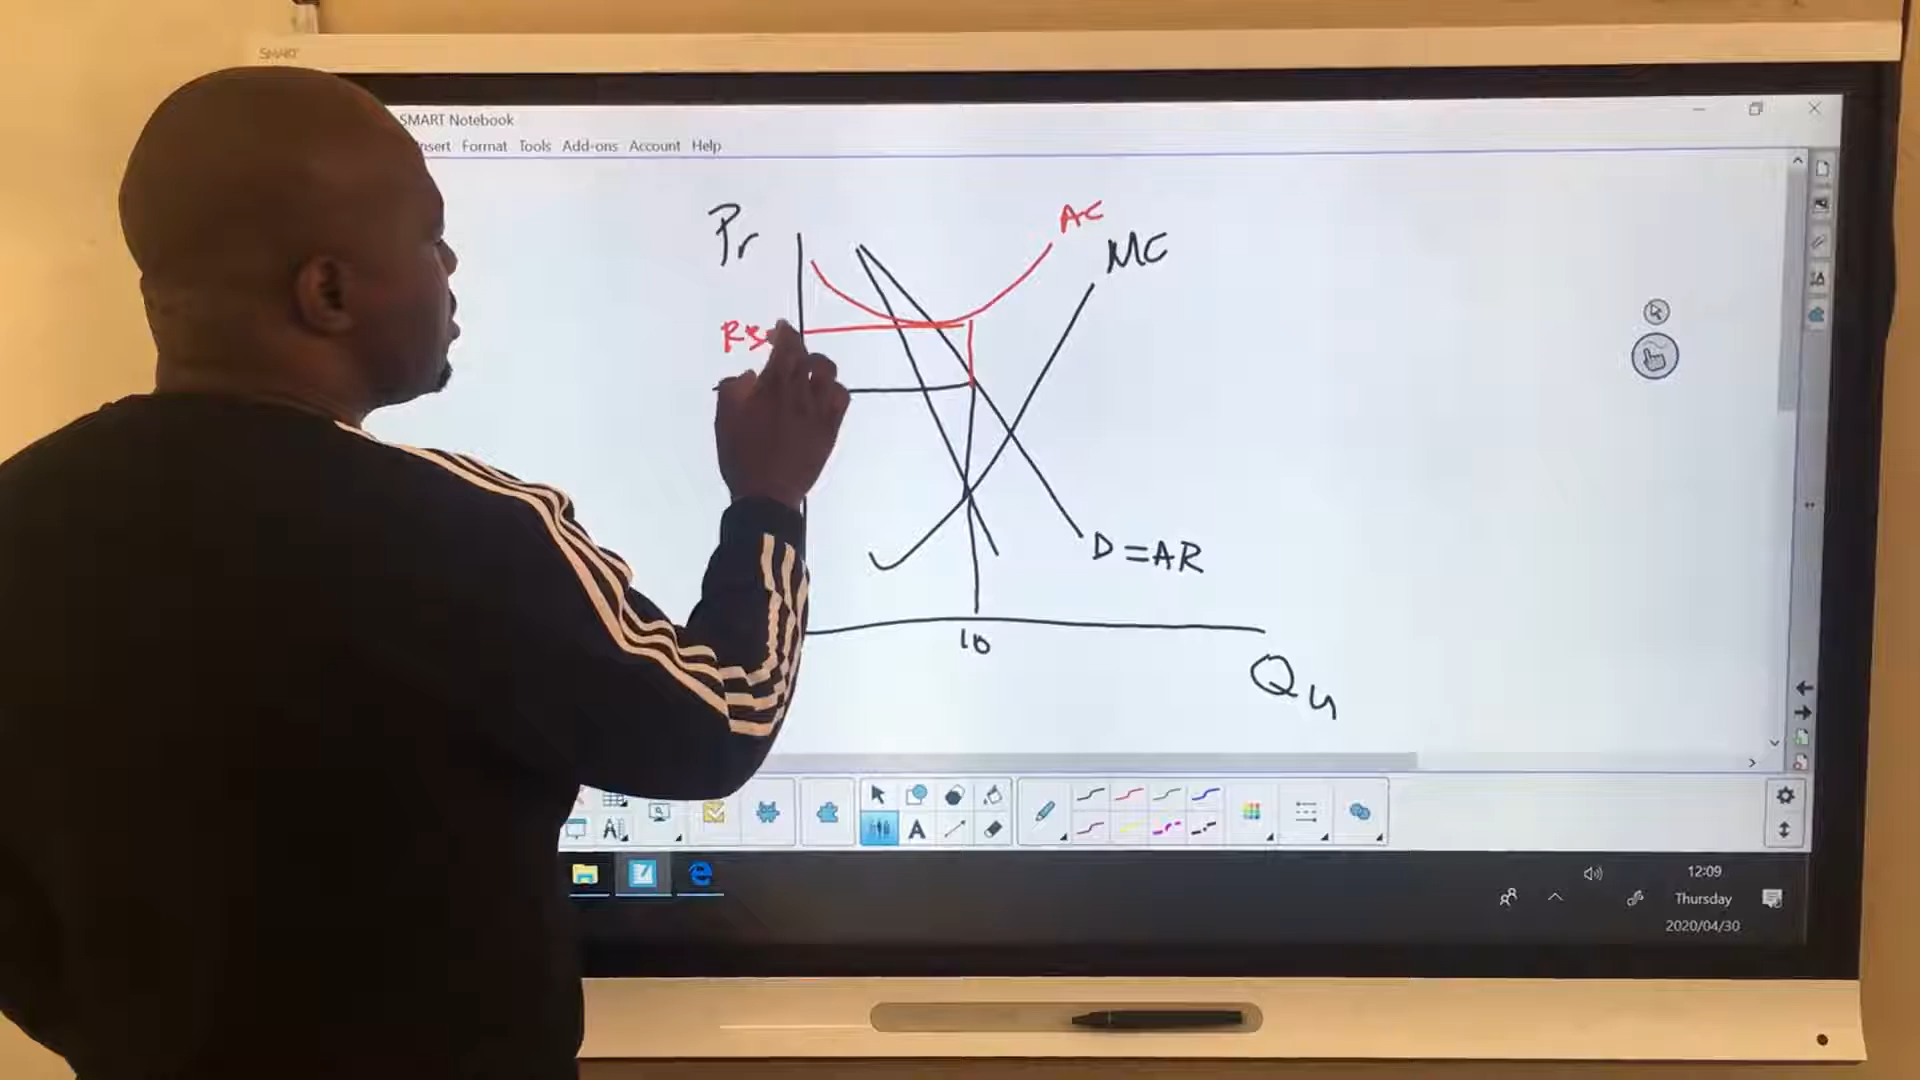 SMART
SMART Notebook
nsert Format Tools Add-ons Account Help
Pr
AC
MC
D = AR
10
Qu
12:09
Thursday
2020/04/30